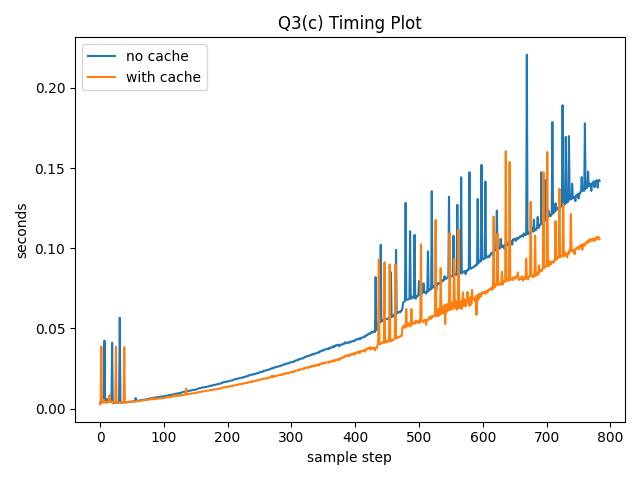 Q3(c) Timing Plot
no cache
with cache
0.20
0.15
0.10
0.05
0.00
seconds
0 100 200 300 400 500 600 700 800
sample step